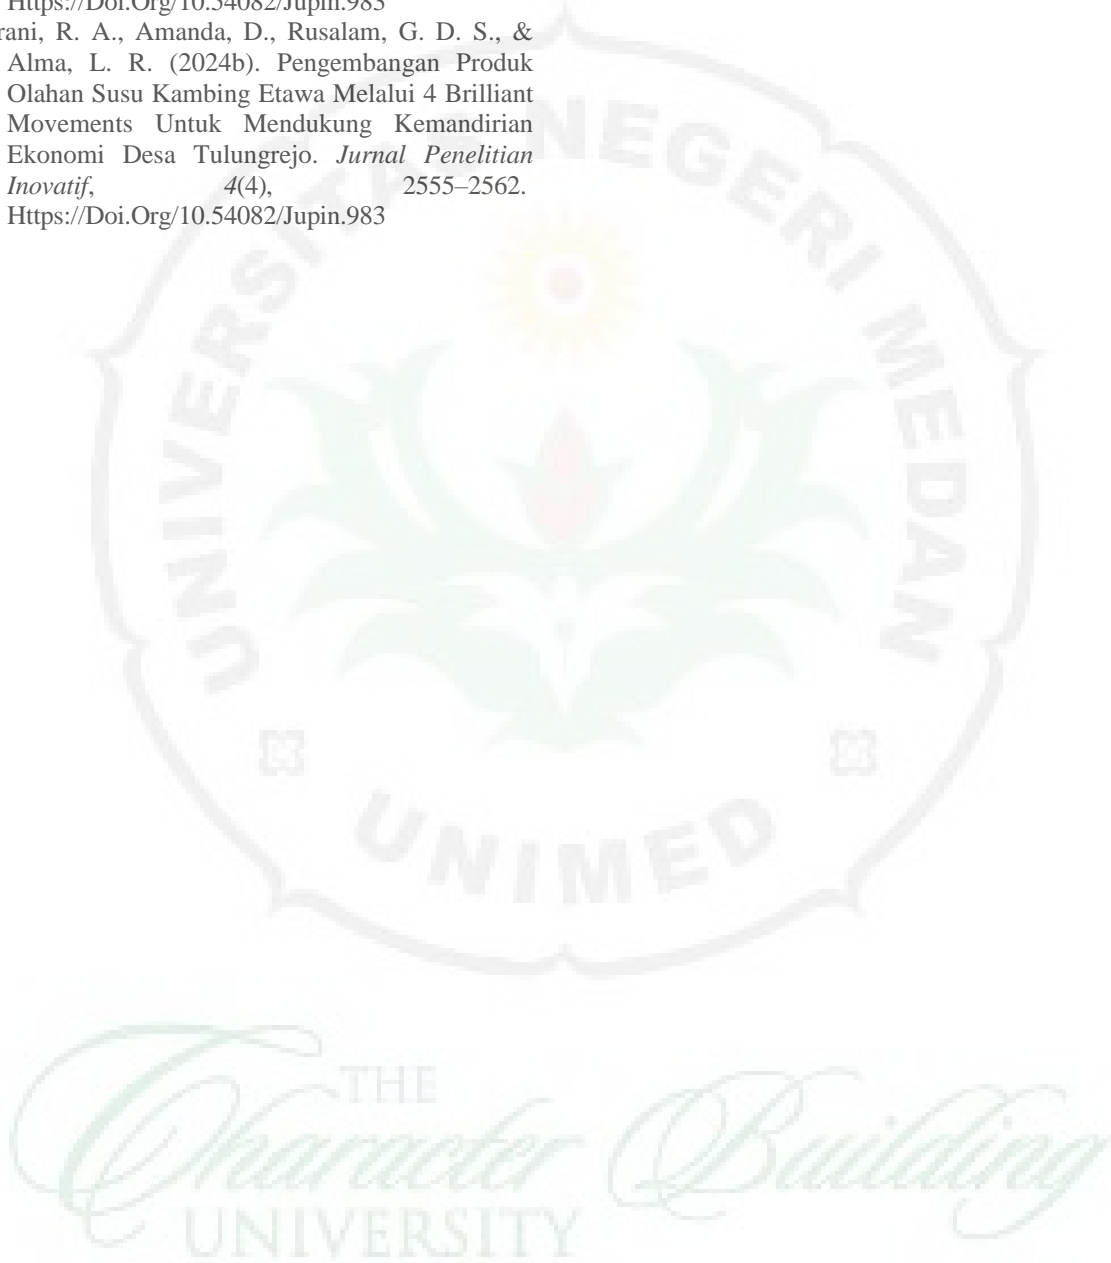 Https://Doi.Org/10.54082/Jupin.983
rani, R. A., Amanda, D., Rusalam, G. D. S., &
Alma, L. R. (2024b). Pengembangan Produk
Olahan Susu Kambing Etawa Melalui 4 Brilliant
Movements Untuk Mendukung Kemandirian
Ekonomi Desa Tulungrejo. Jurnal Penelitian
Inovatif, 4(4), 2555–2562.
Https://Doi.Org/10.54082/Jupin.983
UNIVERSITAS NEGERI MEDAN
UNIMED
THE
Character Building
UNIVERSITY